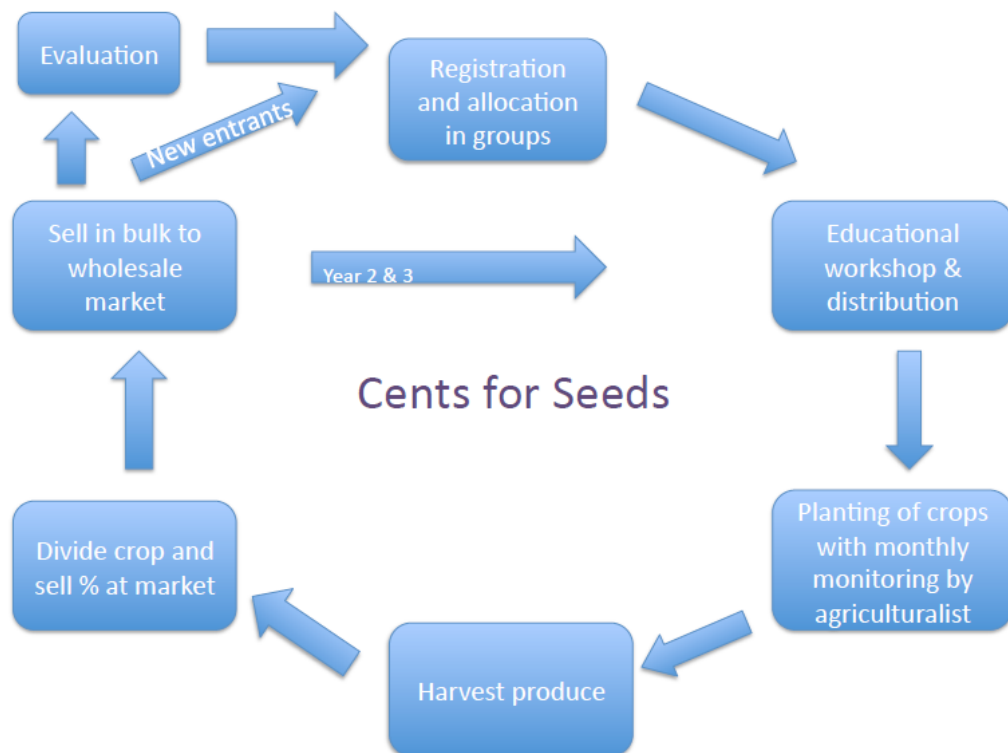 Evaluation
New entrants
Registration
and allocation
in groups
Sell in bulk to
wholesale
market
Year 2 & 3
Educational
workshop &
distribution
Cents for Seeds
Divide crop and
sell % at market
Planting of crops
with monthly
monitoring by
agriculturalist
Harvest produce